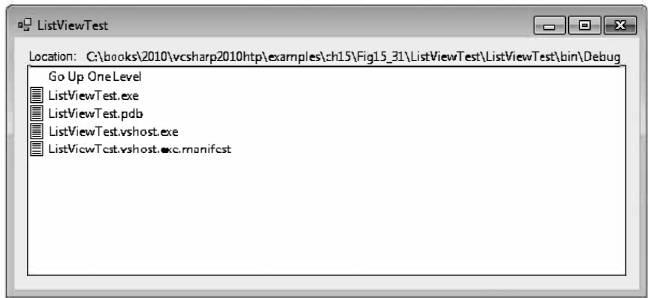 ListViewTest
Location: C:\books\2010\vcsharp2010htp\examples\ch15\Fig15_31\ListViewTest\ListViewTest\bin\Debug
Go Up One Level
ListViewTest.exe
ListViewTest.pdb
ListViewTest.vshost.exe
ListViewTest.vshost.exe.manifest